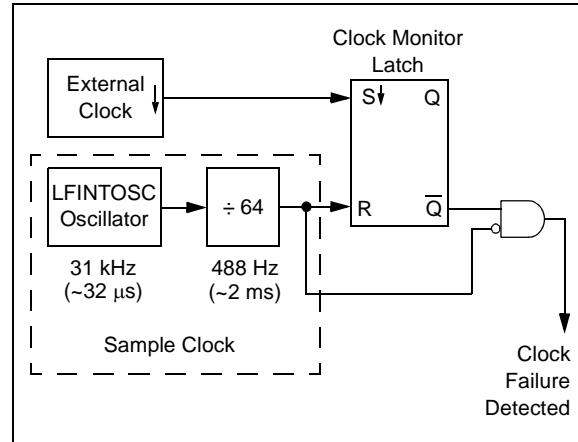 Clock Monitor
Latch
External
Clock
S
Q
LFINTOSC
Oscillator
÷ 64
R
Q̅
31 kHz
(~32 μs)
488 Hz
(~2 ms)
Sample Clock
Clock
Failure
Detected